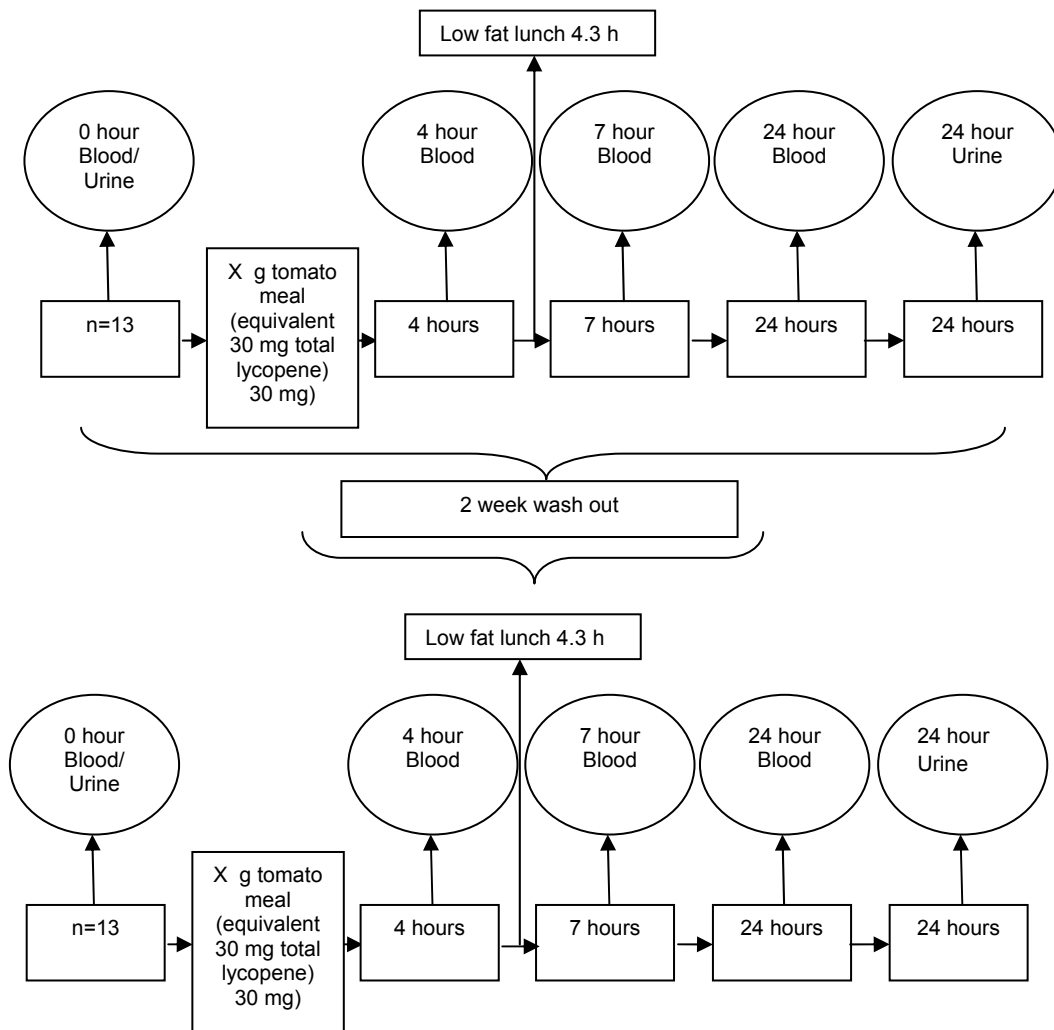 Low fat lunch 4.3 h
0 hour
Blood/
Urine
4 hour
Blood
7 hour
Blood
24 hour
Blood
24 hour
Urine
n=13
X g tomato
meal
(equivalent
30 mg total
lycopene)
30 mg)
4 hours
7 hours
24 hours
24 hours
2 week wash out
Low fat lunch 4.3 h
0 hour
Blood/
Urine
4 hour
Blood
7 hour
Blood
24 hour
Blood
24 hour
Urine
n=13
X g tomato
meal
(equivalent
30 mg total
lycopene)
30 mg)
4 hours
7 hours
24 hours
24 hours